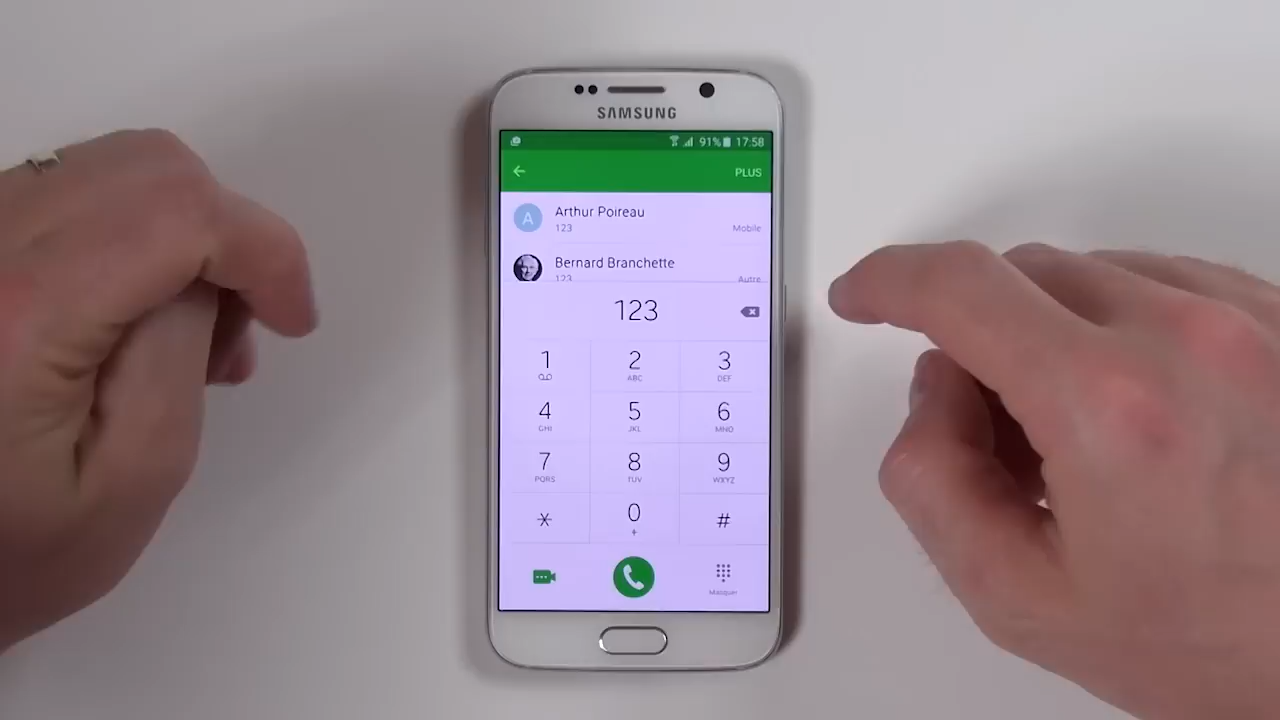 SAMSUNG
91% 17:58
PLUS
Arthur Poireau
123 Mobile
Bernard Branchette
123 Autre
123
1 2 3
ABC DEF
4 5 6
GHI JKL MNO
7 8 9
PQRS TUV WXYZ
* 0 #
+
Masquer